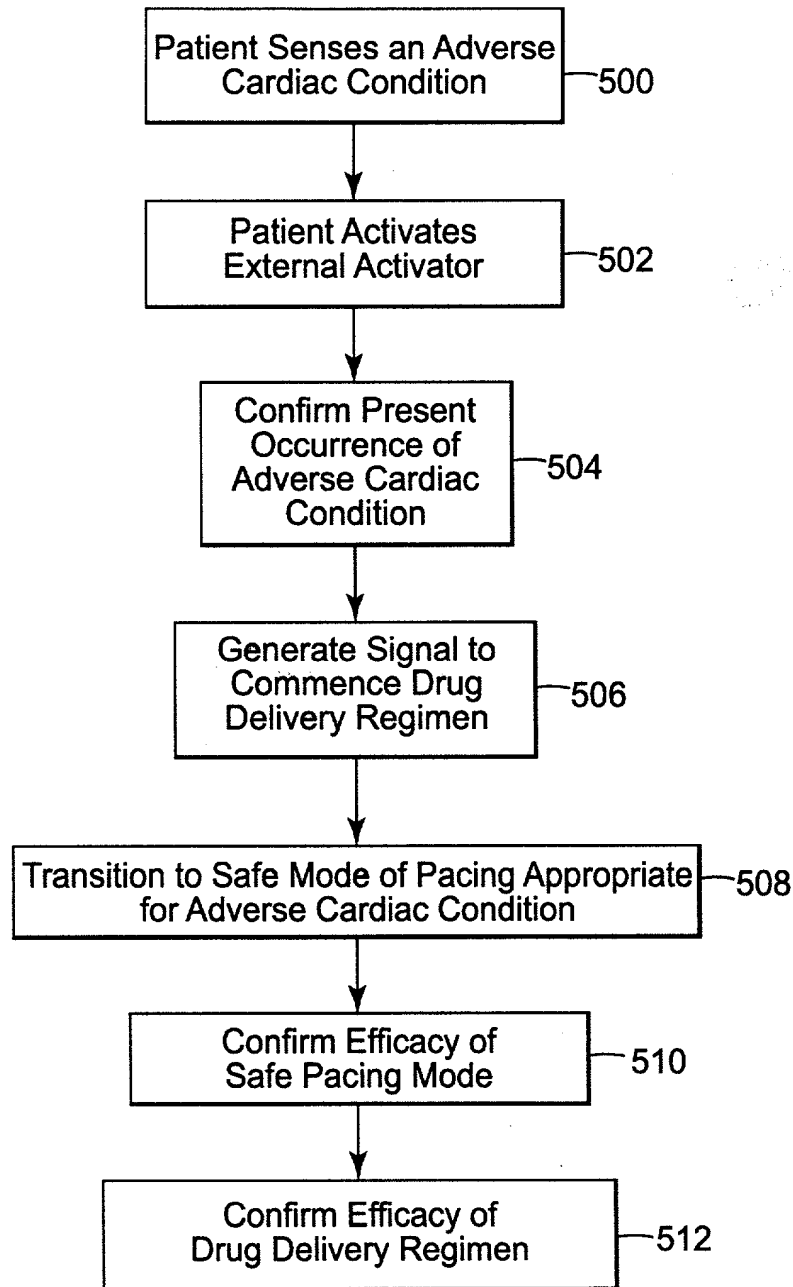 Patient Senses an Adverse
Cardiac Condition
500
Patient Activates
External Activator
502
Confirm Present
Occurrence of
Adverse Cardiac
Condition
504
Generate Signal to
Commence Drug
Delivery Regimen
506
Transition to Safe Mode of Pacing Appropriate
for Adverse Cardiac Condition
508
Confirm Efficacy of
Safe Pacing Mode
510
Confirm Efficacy of
Drug Delivery Regimen
512